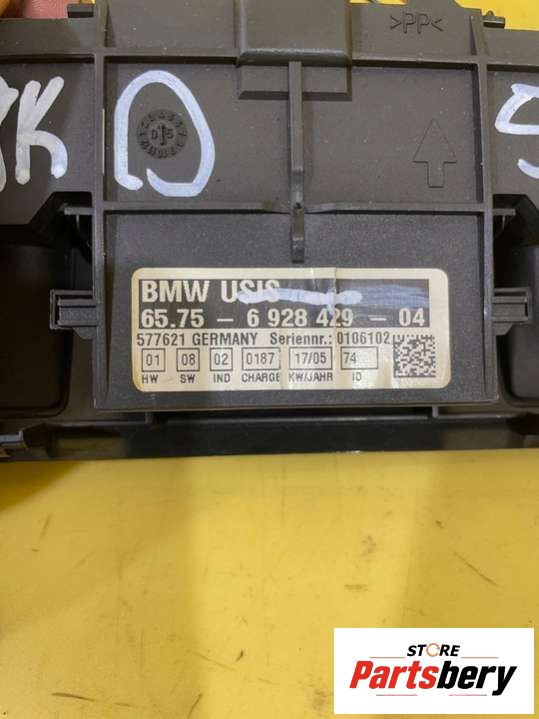 >PP<
05
BMW USIS
65.75 - 6 928 429 - 04
577621 GERMANY Seriennr.: 0106102
01 08 02 0187 17/05 74
HW SW IND CHARGE KW/JAHR ID
STORE
Partsbery